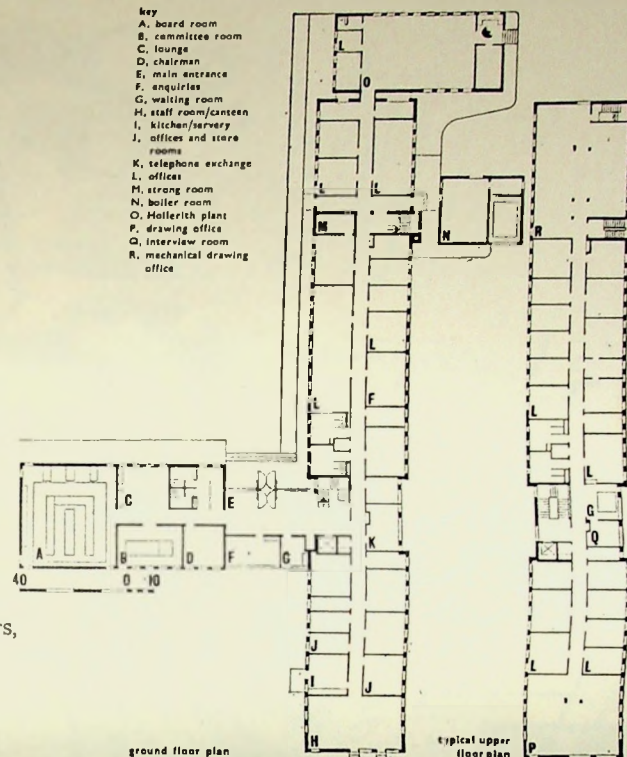 key
A, board room
B, committee room
C, lounge
D, chairman
E, main entrance
F, enquiries
G, waiting room
H, staff room/canteen
I, kitchen/servery
J, offices and store
rooms
K, telephone exchange
L, offices
M, strong room
N, boiler room
O, Hollerith plant
P, drawing office
Q, interview room
R, mechanical drawing
office
L
O
L
L
M
N
R
L
F
L
L
L
C
E
G
A
B
D
F
G
K
Q
40
0
rs,
J
I
J
L
L
H
P
ground floor plan
typical upper
floor plan